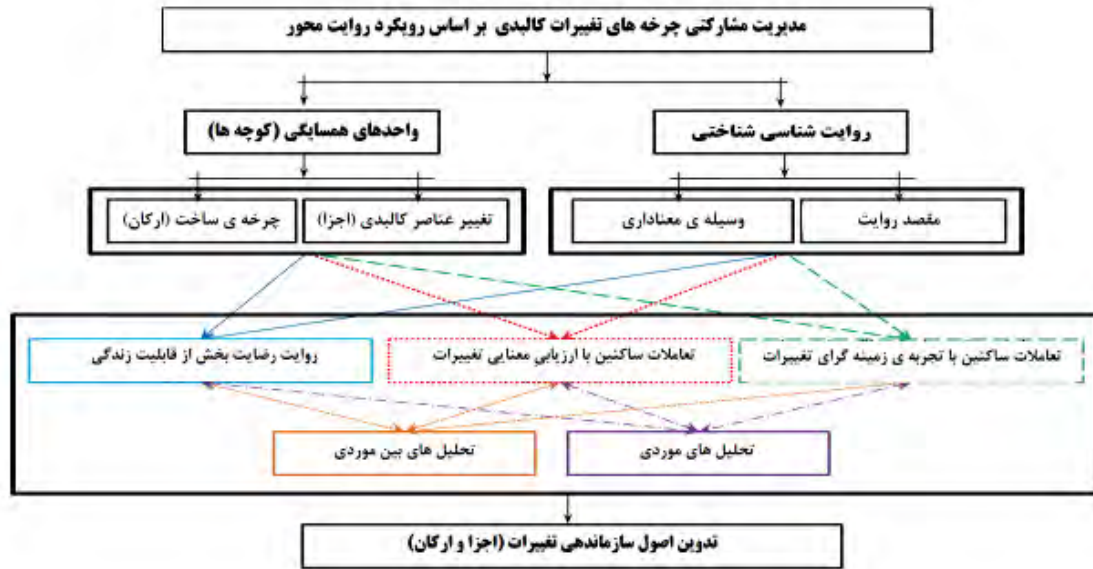 مدیریت مشارکتی چرخه های تغییرات کالبدی بر اساس رویکرد روایت محور
روایت شناسی شناختی
واحدهای همسایگی (کوچه ها)
مقصد روایت
وسیله ی معناداری
تغییر عناصر کالبدی (اجزا)
چرخه ی ساخت (ارکان)
تعاملات ساکنین با تجربه ی زمینه گرای تغییرات
تعاملات ساکنین با ارزیابی معنایی تغییرات
روایت رضایت بخش از قابلیت زندگی
تحلیل های موردی
تحلیل های بین موردی
تدوین اصول سازماندهی تغییرات (اجزا و ارکان)